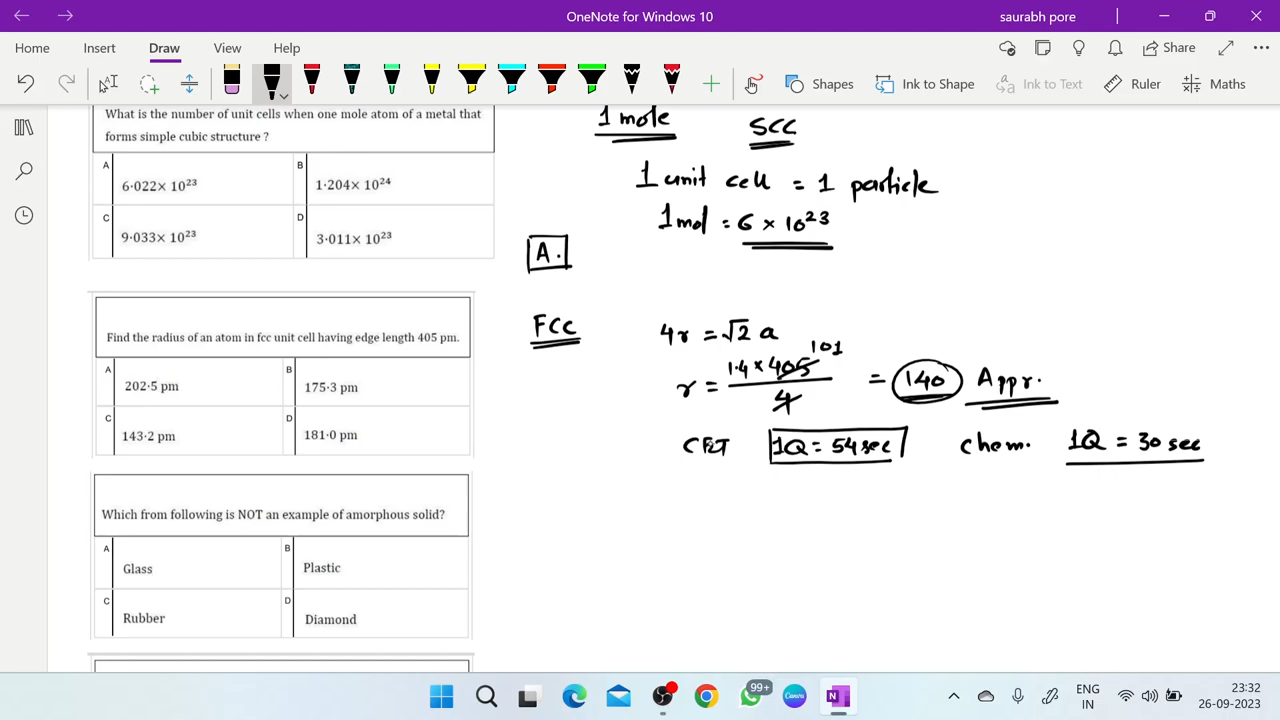 OneNote for Windows 10
saurabh pore
Home Insert Draw View Help
Share
Shapes Ink to Shape Ink to Text Ruler Maths
What is the number of unit cells when one mole atom of a metal that
forms simple cubic structure ?
A 6·022× 10²³ B 1·204× 10²⁴
C 9·033× 10²³ D 3·011× 10²³
1 mole SCC
1 unit cell = 1 particle
1 mol = 6 × 10²³
A.
Find the radius of an atom in fcc unit cell having edge length 405 pm.
A 202·5 pm B 175·3 pm
C 143·2 pm D 181·0 pm
FCC 4r = √2 a
r = 1.4 × 405 101 / 4 = 140 Appr.
CET 1Q = 54 sec Chem. 1Q = 30 sec
Which from following is NOT an example of amorphous solid?
A Glass B Plastic
C Rubber D Diamond
99+
ENG
IN
23:32
26-09-2023